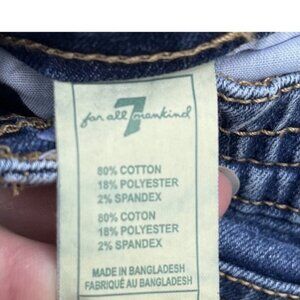 for all 7 mankind
80% COTTON
18% POLYESTER
2% SPANDEX
80% COTON
18% POLYESTER
2% SPANDEX
MADE IN BANGLADESH
FABRIQUÉ AU BANGLADESH